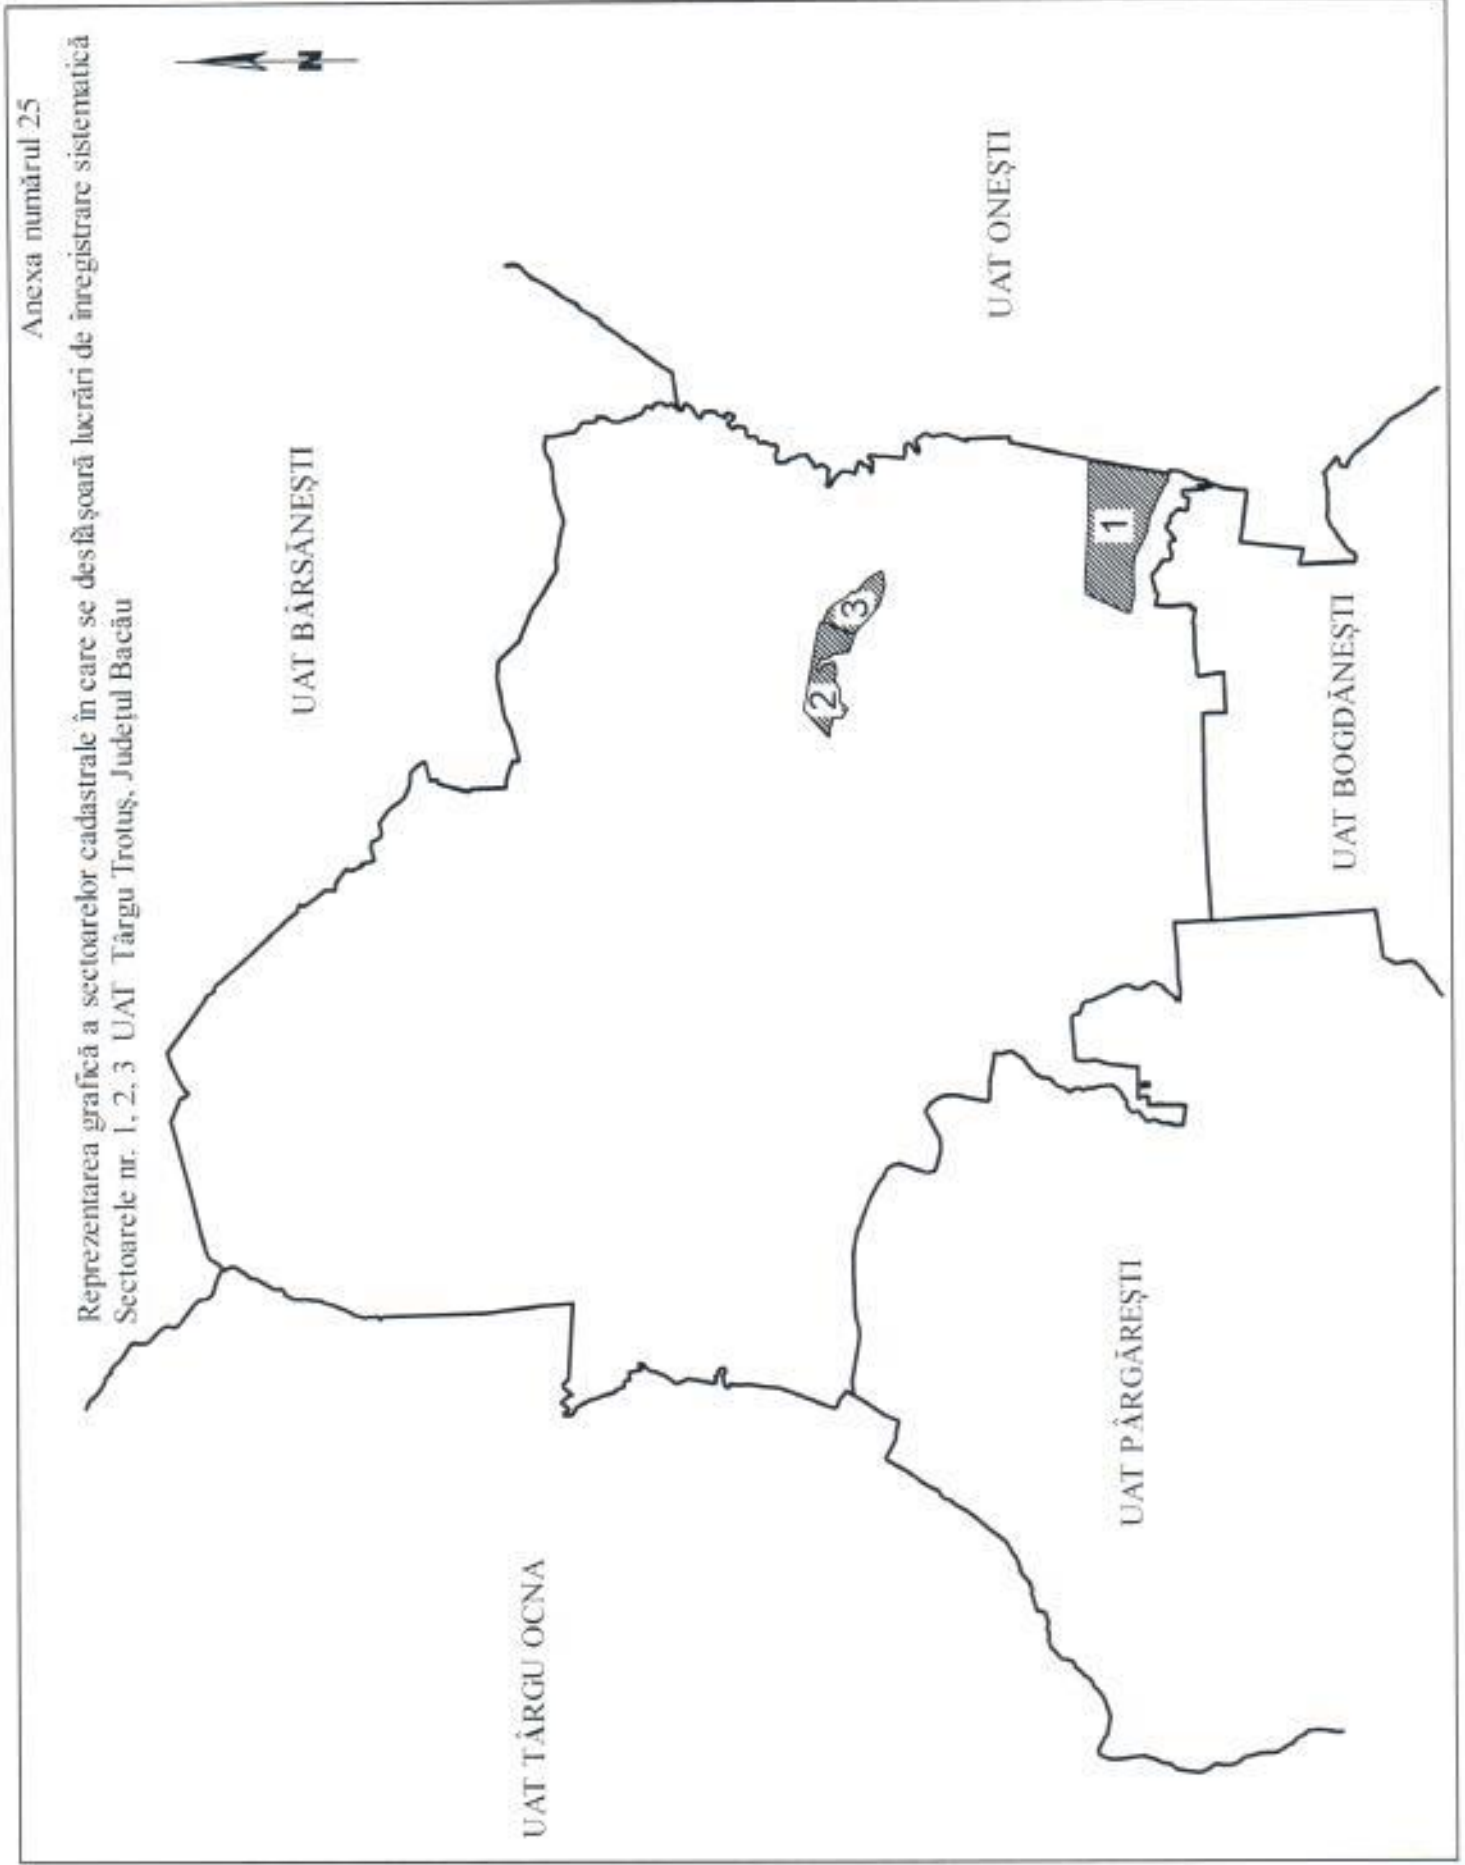 Anexa numărul 25
Reprezentarea grafică a sectoarelor cadastrale în care se desfășoară lucrări de înregistrare sistematică
Sectoarele nr. 1, 2, 3 UAT Târgu Trotuș, Județul Bacău
N
UAT BÂRSĂNEȘTI
UAT TÂRGU OCNA
UAT ONEȘTI
2
3
1
UAT PÂRGĂREȘTI
UAT BOGDĂNEȘTI